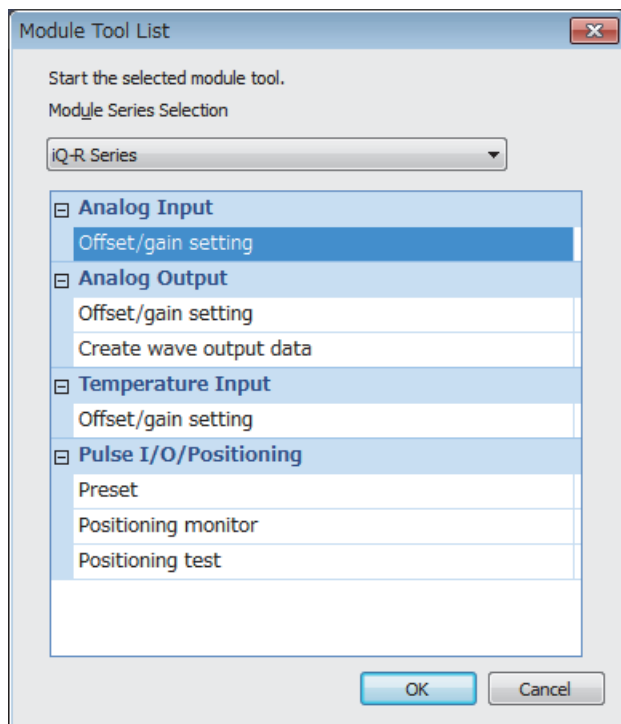 Module Tool List
Start the selected module tool.
Module Series Selection
iQ-R Series
Analog Input
Offset/gain setting
Analog Output
Offset/gain setting
Create wave output data
Temperature Input
Offset/gain setting
Pulse I/O/Positioning
Preset
Positioning monitor
Positioning test
OK Cancel